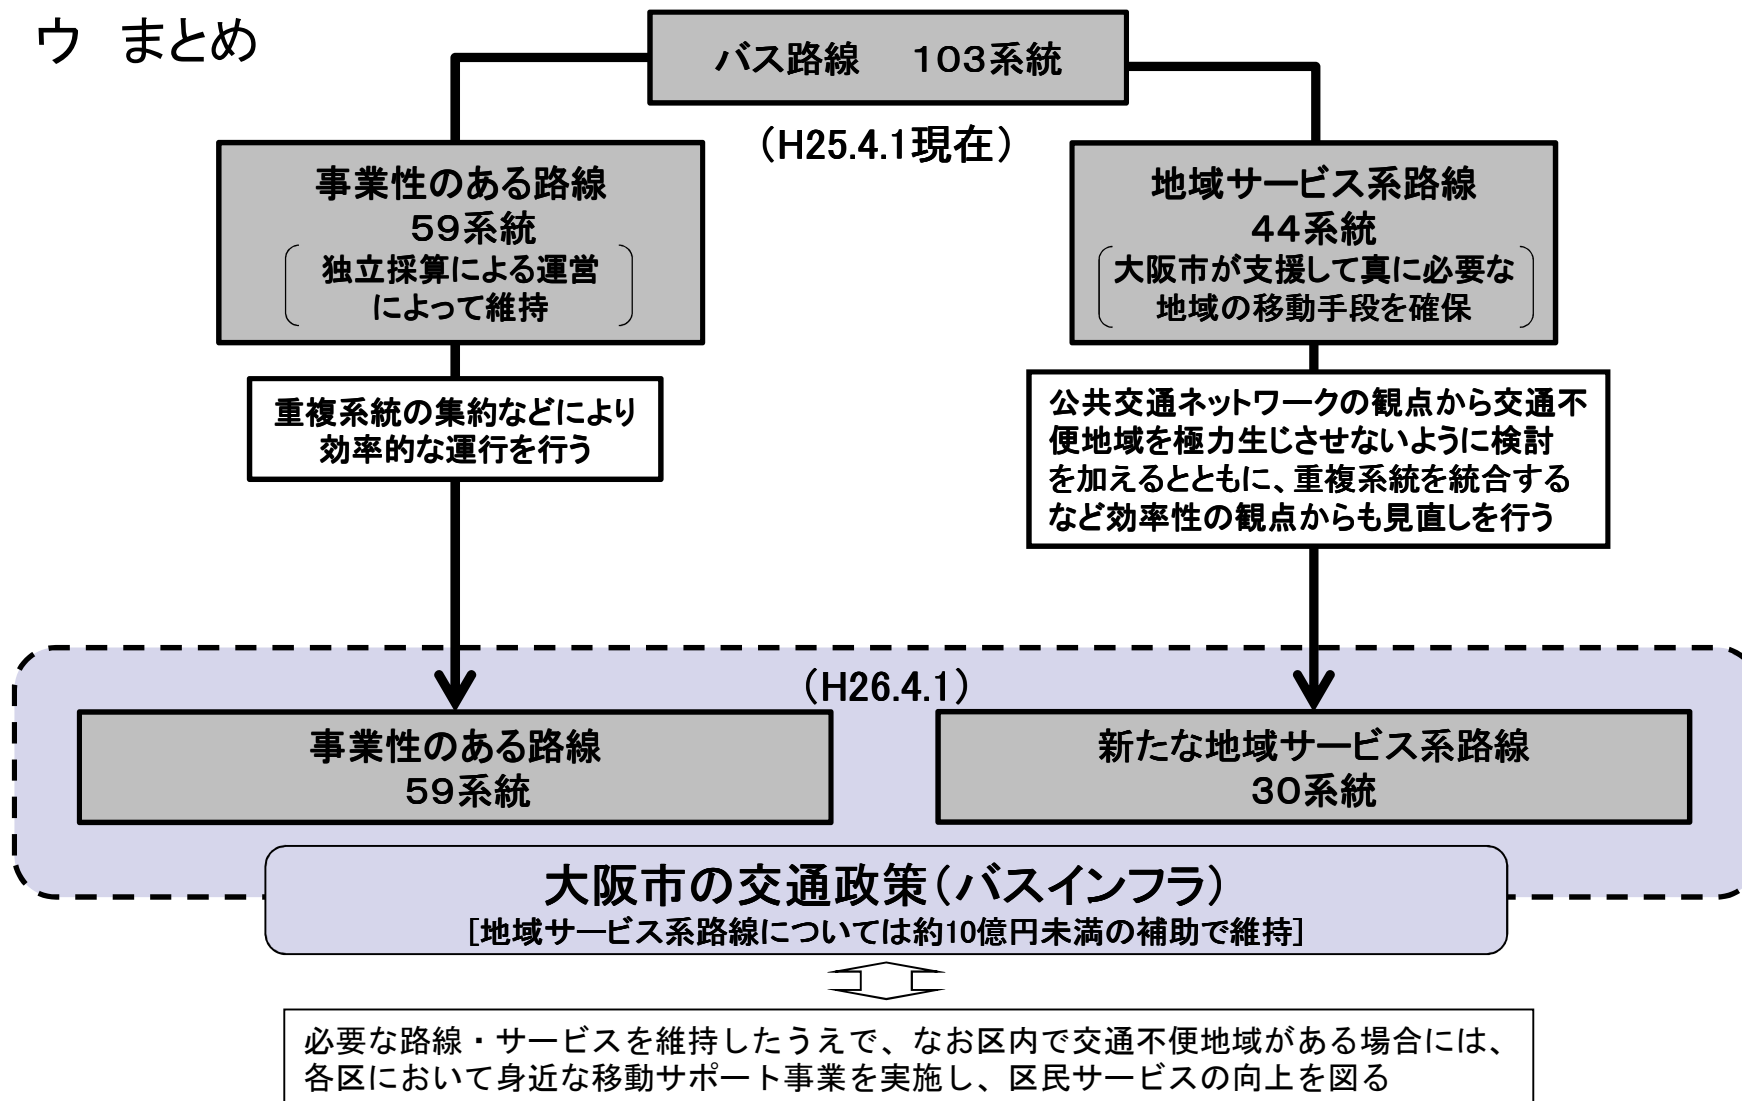 ウ まとめ
バス路線 １０３系統
（H25.4.1現在）
事業性のある路線
５９系統
独立採算による運営
によって維持
地域サービス系路線
４４系統
大阪市が支援して真に必要な
地域の移動手段を確保
重複系統の集約などにより
効率的な運行を行う
公共交通ネットワークの観点から交通不
便地域を極力生じさせないように検討
を加えるとともに、重複系統を統合する
など効率性の観点からも見直しを行う
（H26.4.1）
事業性のある路線
５９系統
新たな地域サービス系路線
３０系統
大阪市の交通政策（バスインフラ）
[地域サービス系路線については約10億円未満の補助で維持]
必要な路線・サービスを維持したうえで、なお区内で交通不便地域がある場合には、
各区において身近な移動サポート事業を実施し、区民サービスの向上を図る